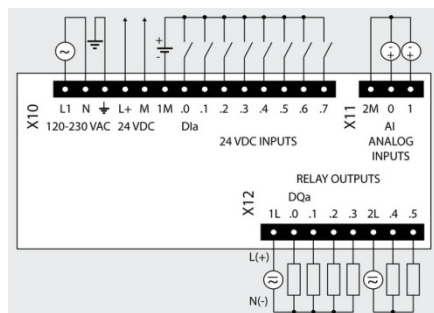 +
-
X10
L1 N L+ M 1M .0 .1 .2 .3 .4 .5 .6 .7
120-230 VAC 24 VDC DIa
24 VDC INPUTS
X11
2M 0 1
AI
ANALOG
INPUTS
RELAY OUTPUTS
X12
DQa
1L .0 .1 .2 .3 2L .4 .5
L(+)
N(-)